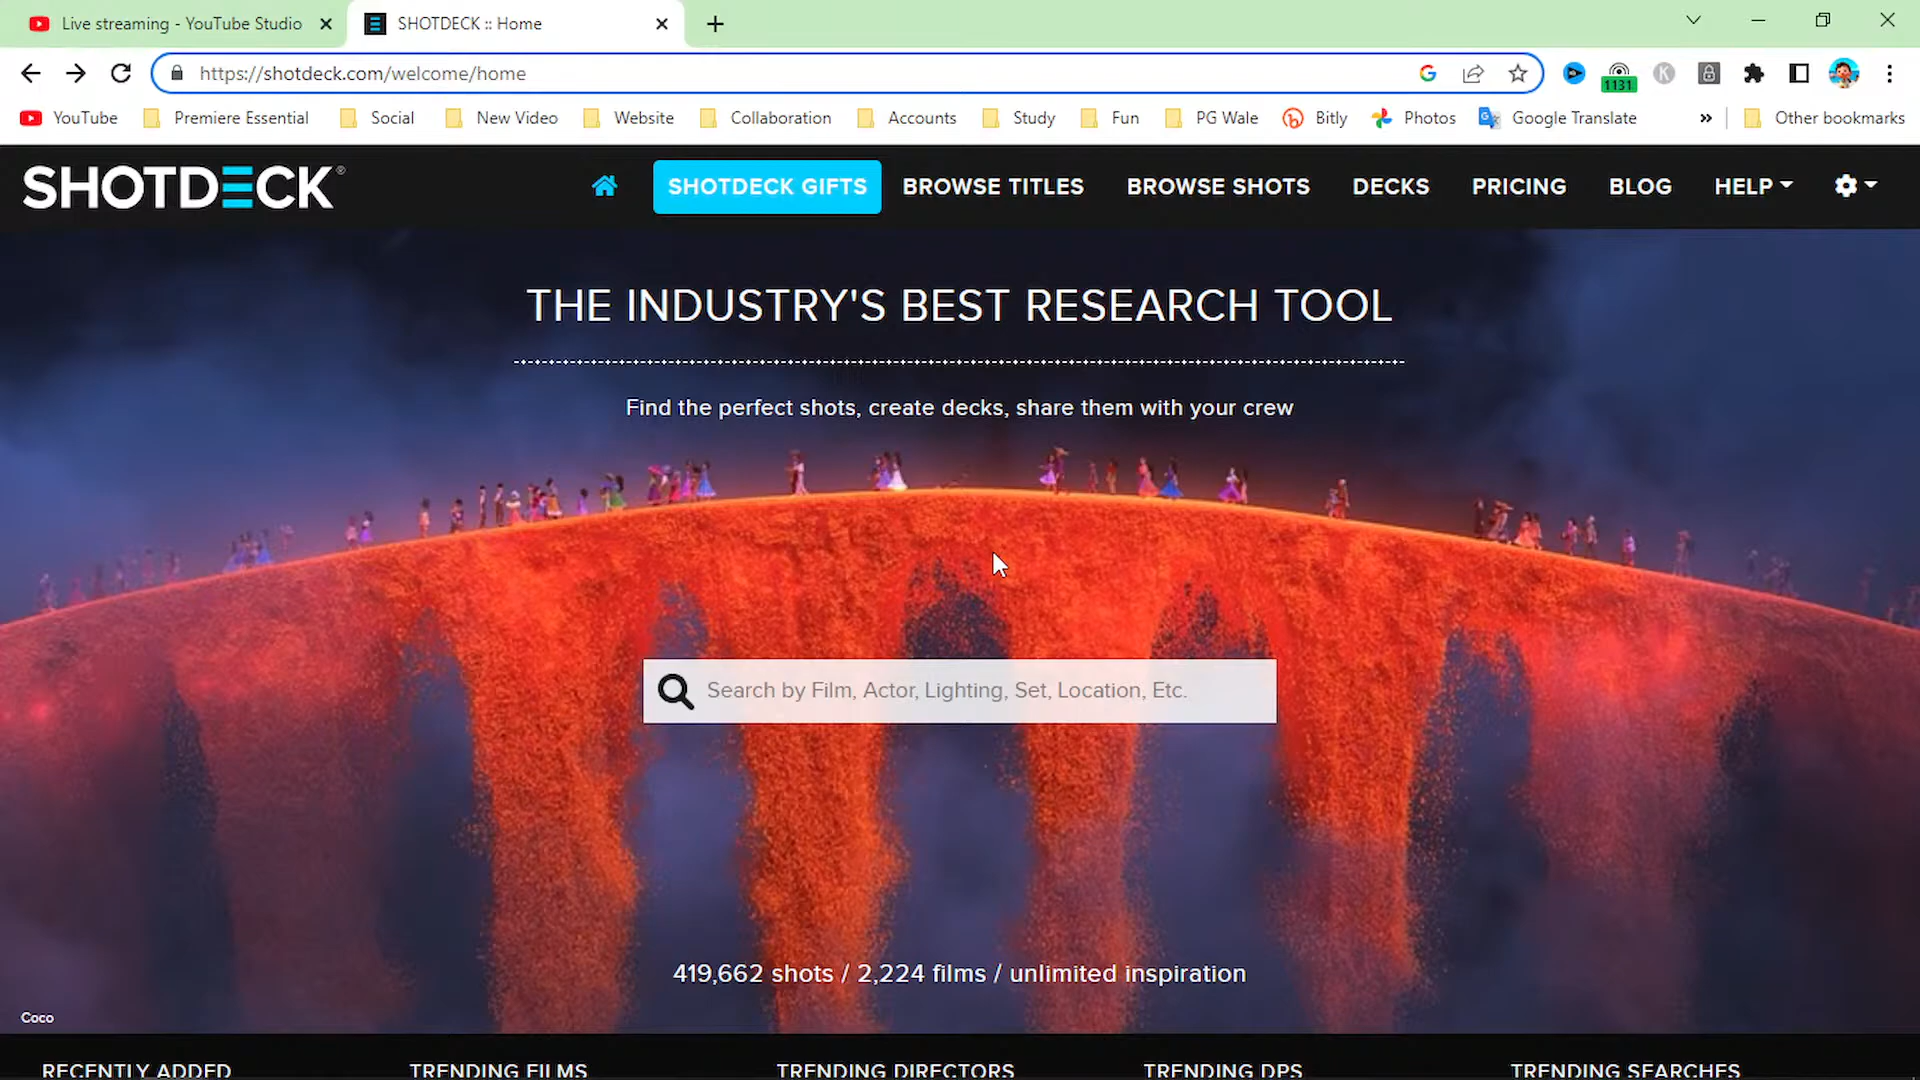 Live streaming - YouTube Studio
SHOTDECK :: Home
https://shotdeck.com/welcome/home
1131
YouTube
Premiere Essential
Social
New Video
Website
Collaboration
Accounts
Study
Fun
PG Wale
Bitly
Photos
Google Translate
Other bookmarks
SHOTDECK®
SHOTDECK GIFTS
BROWSE TITLES
BROWSE SHOTS
DECKS
PRICING
BLOG
HELP
THE INDUSTRY'S BEST RESEARCH TOOL
Find the perfect shots, create decks, share them with your crew
Search by Film, Actor, Lighting, Set, Location, Etc.
419,662 shots / 2,224 films / unlimited inspiration
Coco
RECENTLY ADDED
TRENDING FILMS
TRENDING DIRECTORS
TRENDING DPS
TRENDING SEARCHES